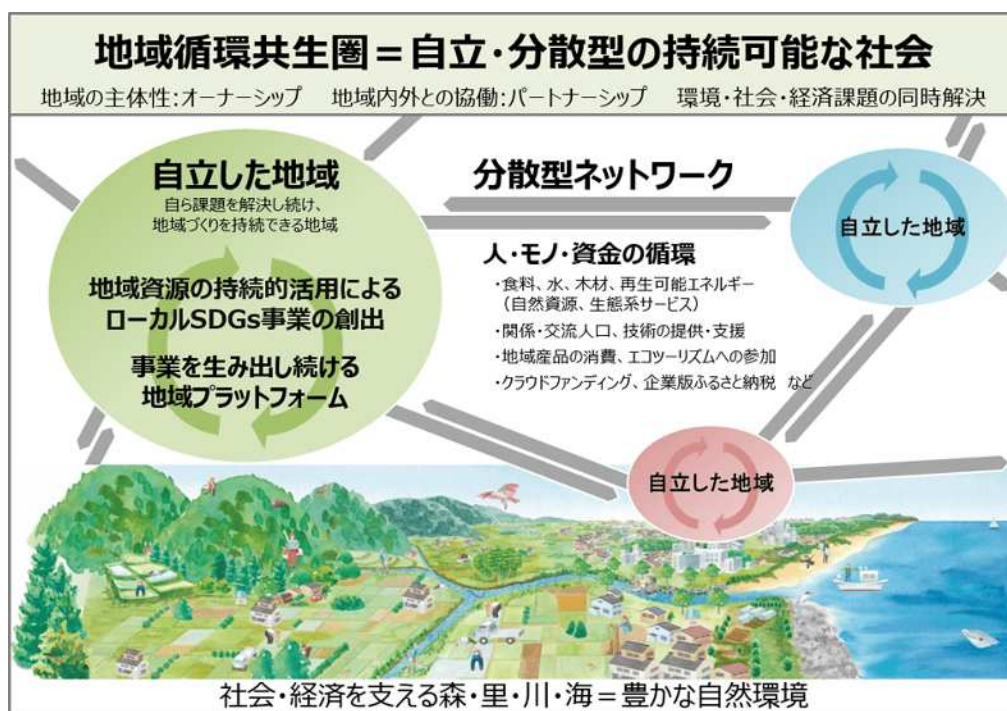 地域循環共生圏＝自立・分散型の持続可能な社会
地域の主体性:オーナーシップ　地域内外との協働:パートナーシップ　環境・社会・経済課題の同時解決
自立した地域
自ら課題を解決し続け、
地域づくりを持続できる地域
地域資源の持続的活用による
ローカルSDGs事業の創出
事業を生み出し続ける
地域プラットフォーム
分散型ネットワーク
人・モノ・資金の循環
・食料、水、木材、再生可能エネルギー
（自然資源、生態系サービス）
・関係・交流人口、技術の提供・支援
・地域産品の消費、エコツーリズムへの参加
・クラウドファンディング、企業版ふるさと納税　など
自立した地域
自立した地域
社会・経済を支える森・里・川・海＝豊かな自然環境